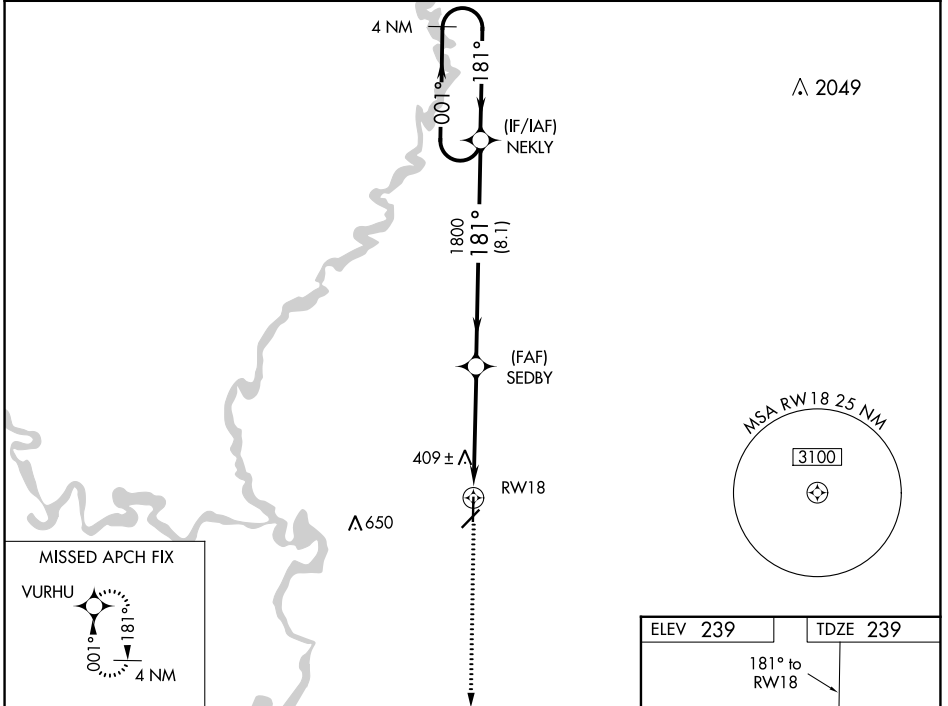 4 NM
181°
001°
2049
(IF/IAF)
NEKLY
1800
181°
(8.1)
(FAF)
SEDBY
MSA RW18 25 NM
3100
409 ±
RW18
650
MISSED APCH FIX
VURHU
181°
001°
4 NM
ELEV 239
TDZE 239
181° to
RW18